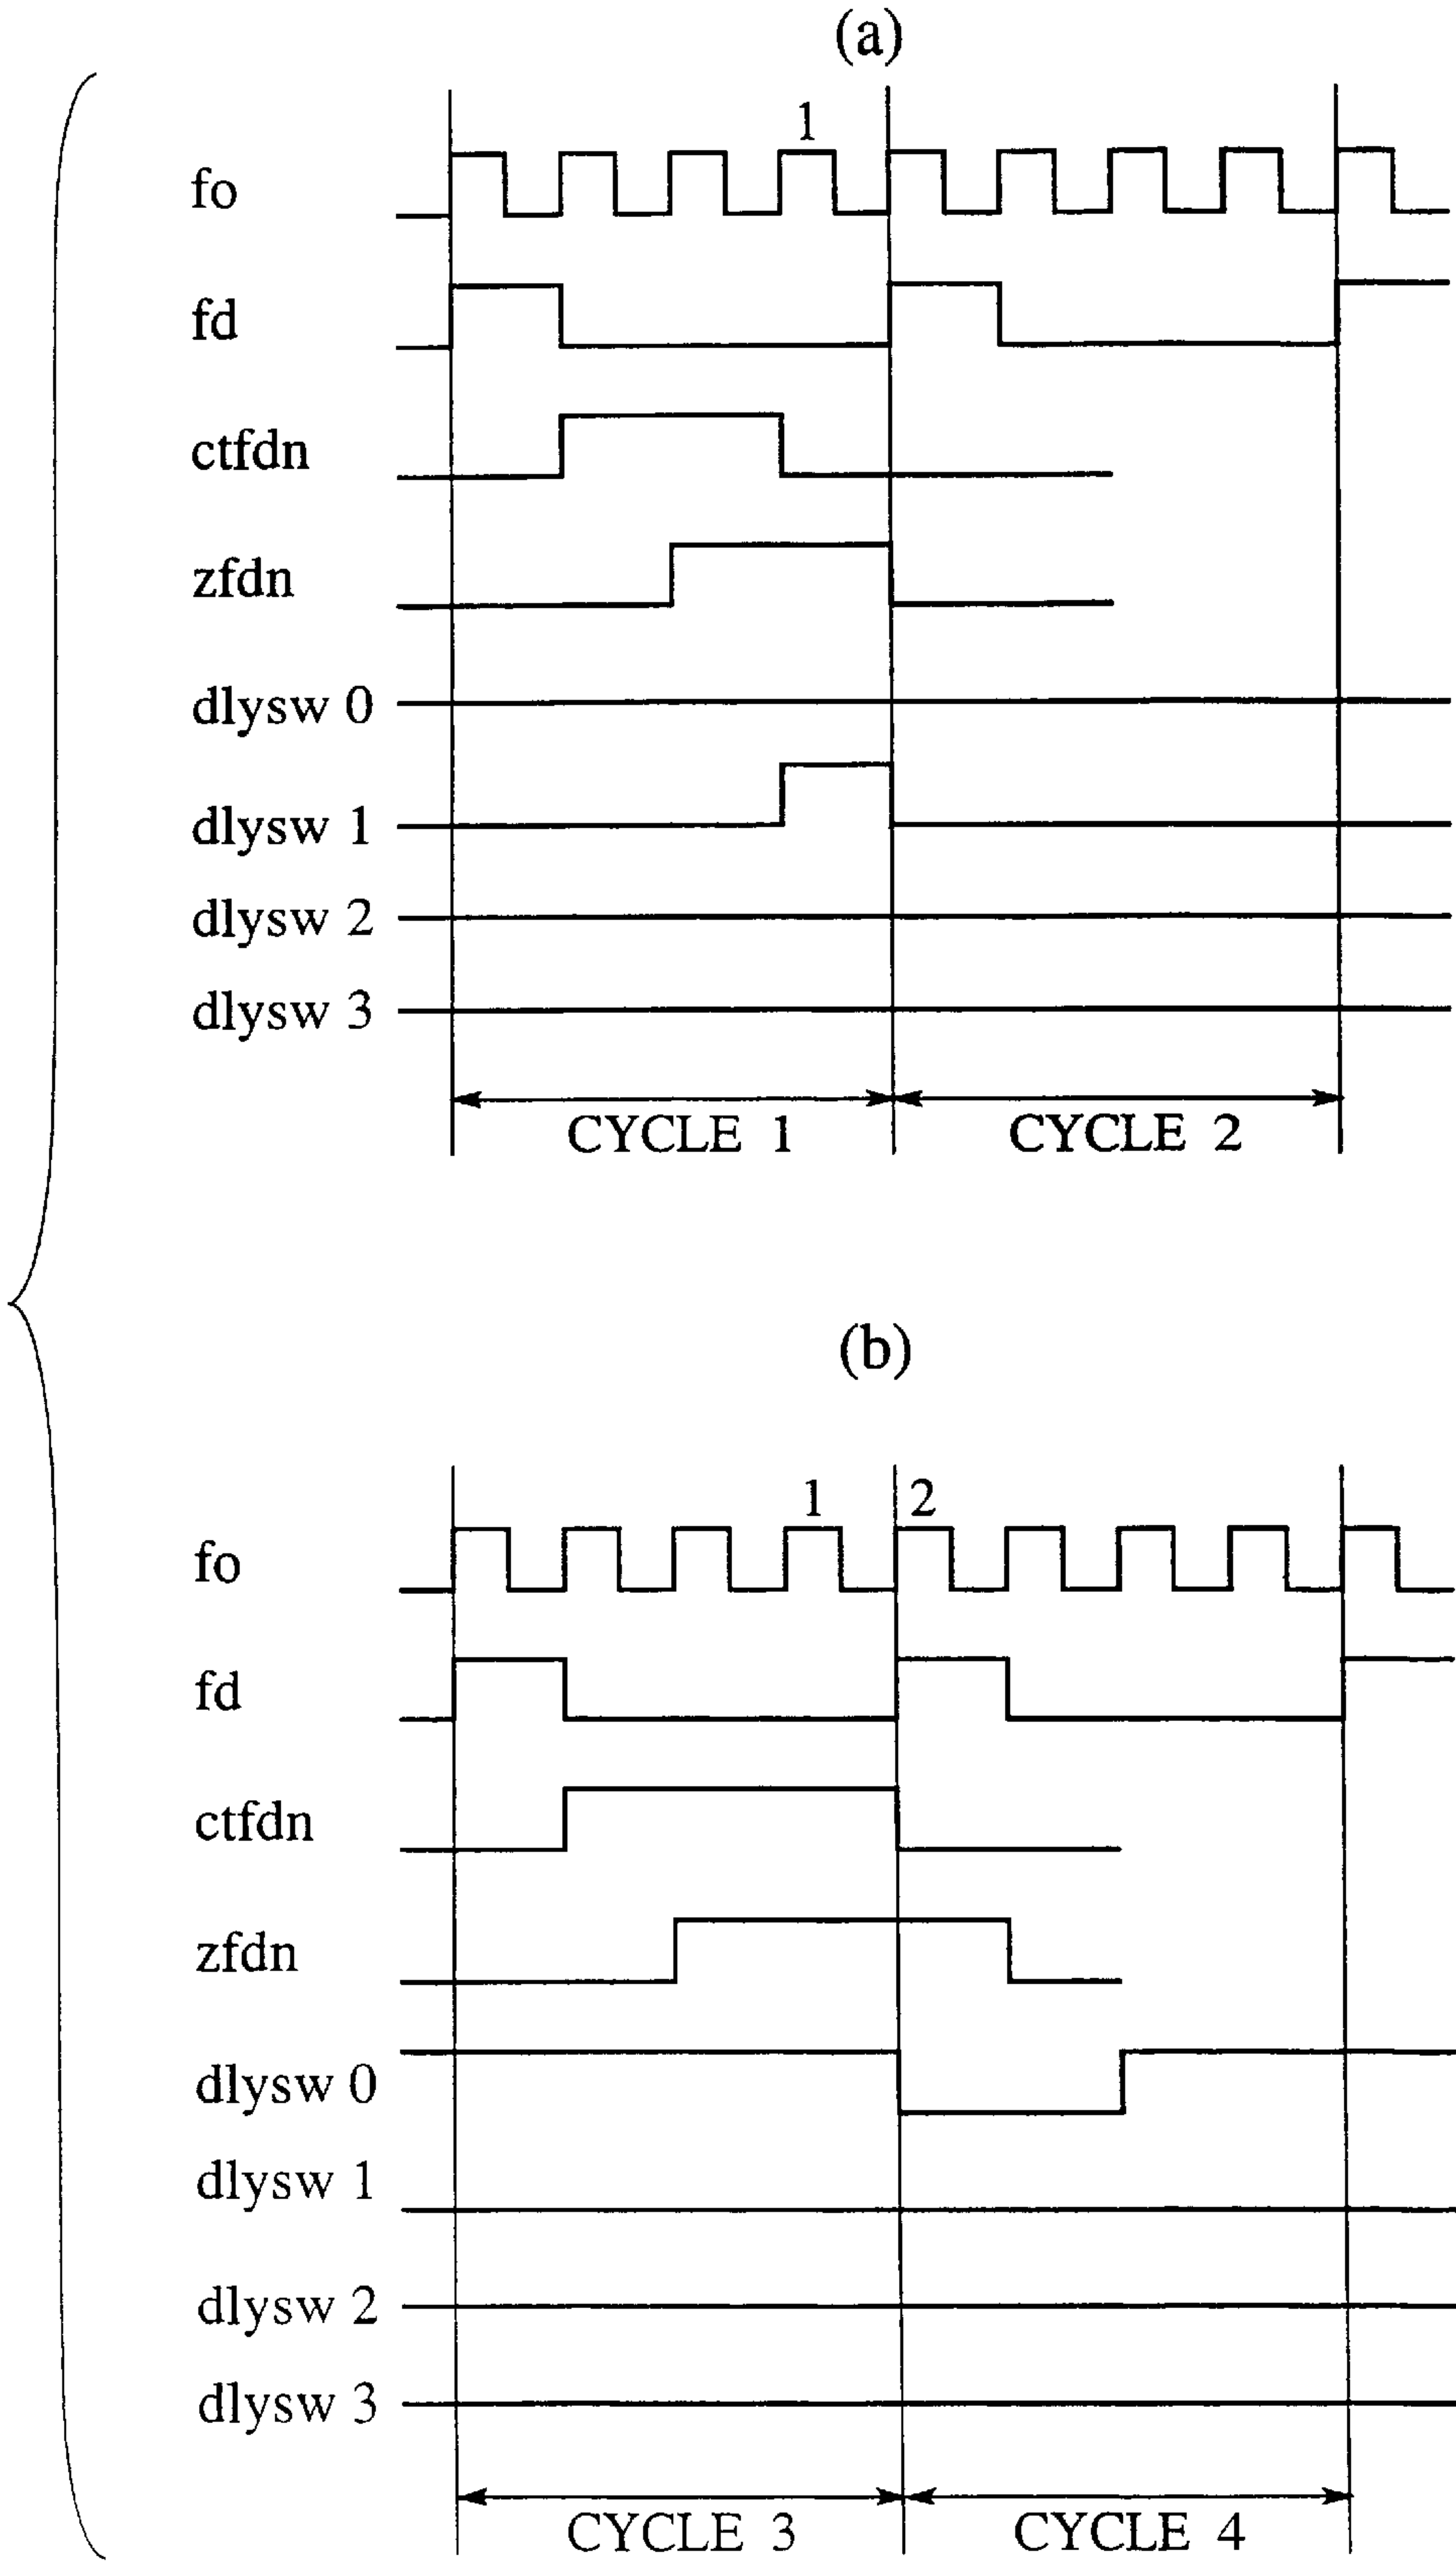 (a)
1
fo
fd
ctfdn
zfdn
dlysw 0
dlysw 1
dlysw 2
dlysw 3
CYCLE 1 CYCLE 2
(b)
1 2
fo
fd
ctfdn
zfdn
dlysw 0
dlysw 1
dlysw 2
dlysw 3
CYCLE 3 CYCLE 4